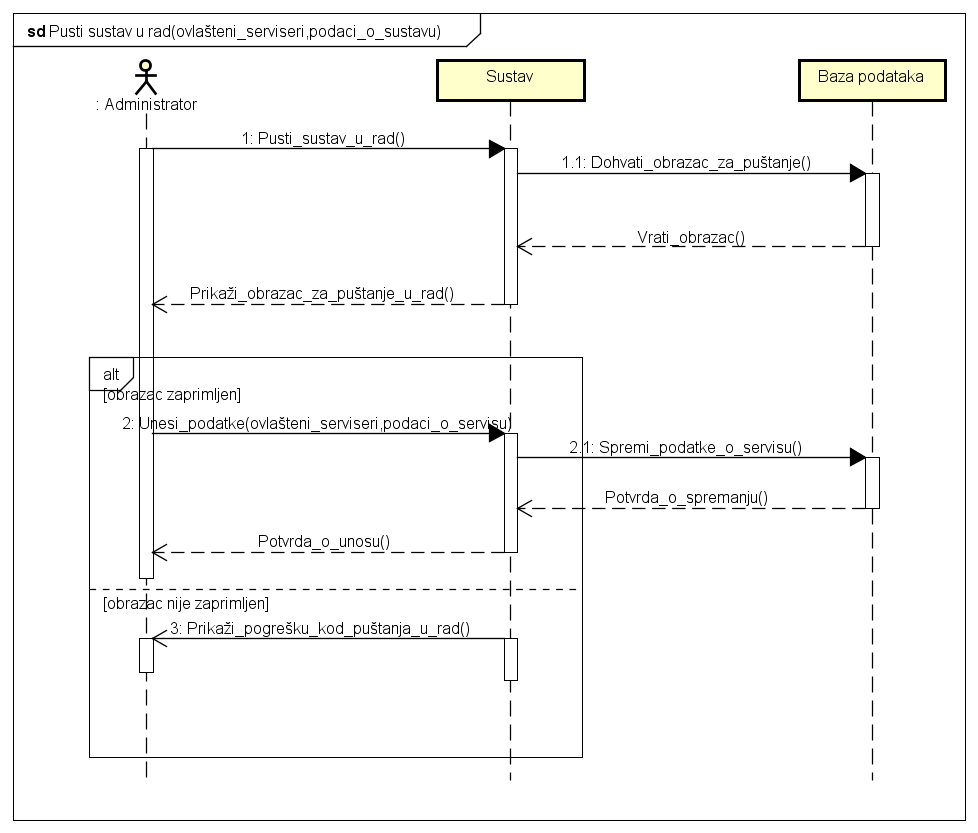 sd Pusti sustav u rad(ovlašteni_serviseri,podaci_o_sustavu)
Sustav
Baza podataka
: Administrator
1: Pusti_sustav_u_rad()
1.1: Dohvati_obrazac_za_puštanje()
Vrati_obrazac()
Prikaži_obrazac_za_puštanje_u_rad()
alt
[obrazac zaprimljen]
2: Unesi_podatke(ovlašteni_serviseri,podaci_o_servisu)
2.1: Spremi_podatke_o_servisu()
Potvrda_o_spremanju()
Potvrda_o_unosu()
[obrazac nije zaprimljen]
3: Prikaži_pogrešku_kod_puštanja_u_rad()